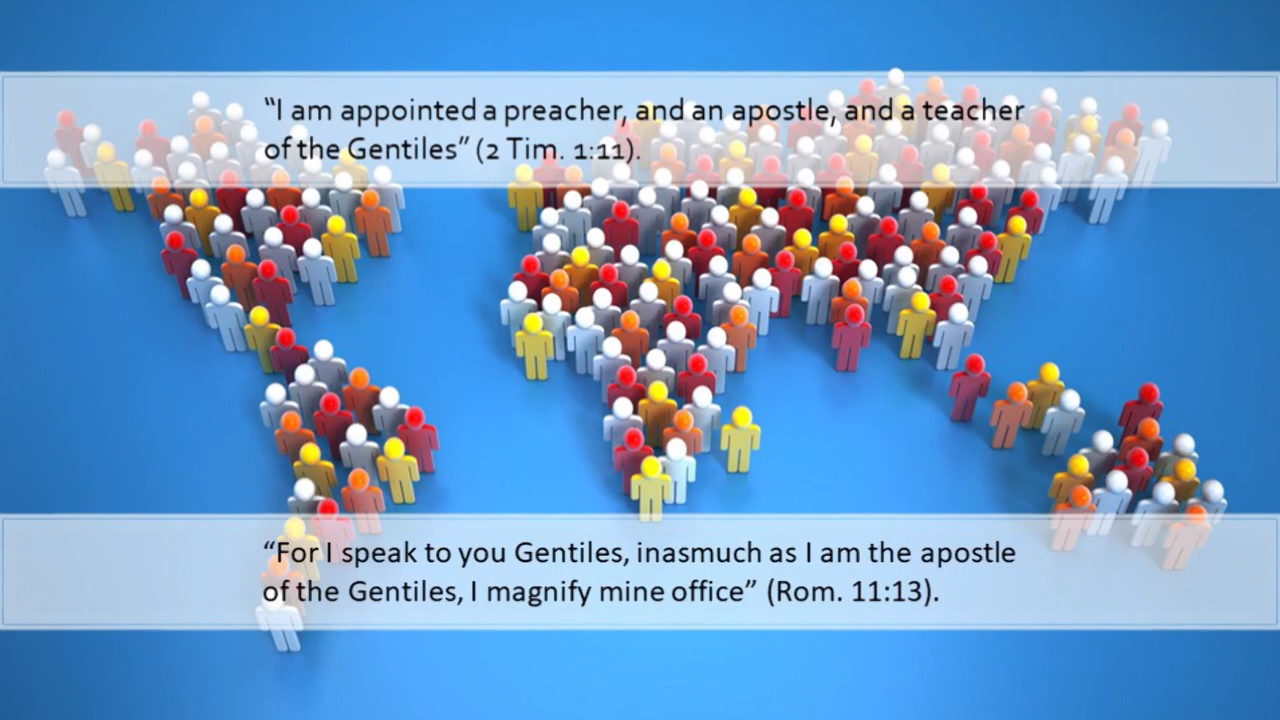 “I am appointed a preacher, and an apostle, and a teacher
of the Gentiles” (2 Tim. 1:11).
“For I speak to you Gentiles, inasmuch as I am the apostle
of the Gentiles, I magnify mine office” (Rom. 11:13).